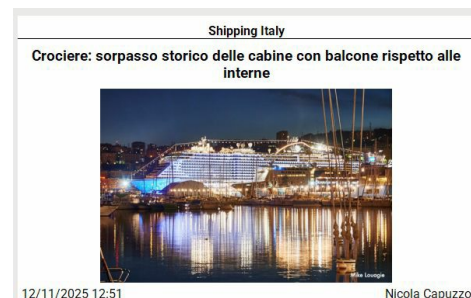 Shipping Italy
Crociere: sorpasso storico delle cabine con balcone rispetto alle
interne
Mike Louagie
12/11/2025 12:51
Nicola Capuzzo